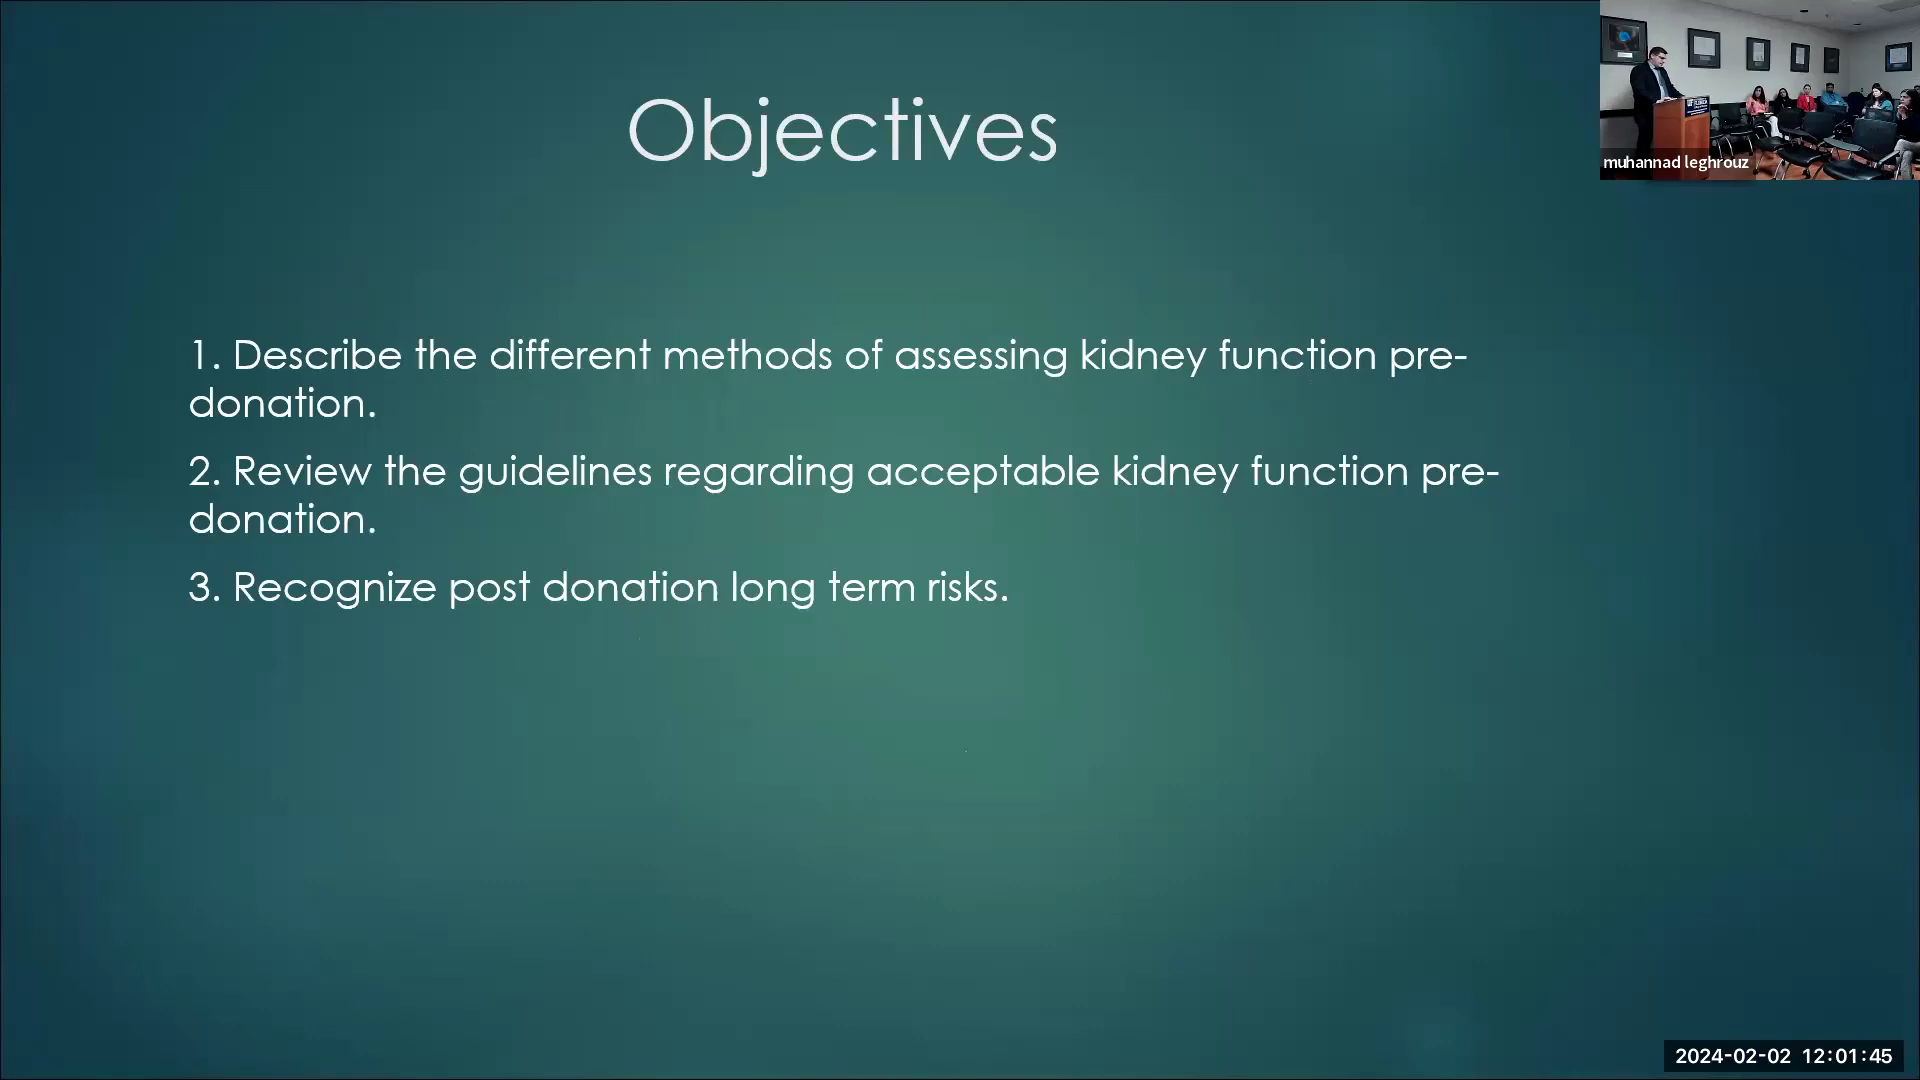 Objectives
1. Describe the different methods of assessing kidney function pre-
donation.
2. Review the guidelines regarding acceptable kidney function pre-
donation.
3. Recognize post donation long term risks.
muhannad leghrouz
2024-02-02 12:01:45